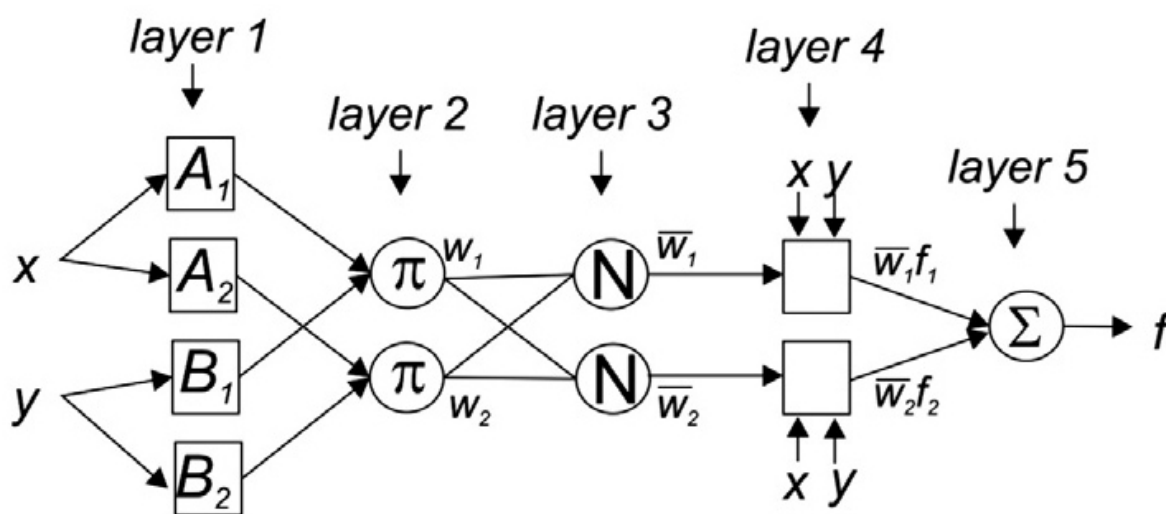 layer 1
layer 2
layer 3
layer 4
layer 5
x
y
A₁
A₂
B₁
B₂
π
π
w₁
w₂
N
N
w̅₁
w̅₂
x y
x y
w̅₁f₁
w̅₂f₂
Σ
f